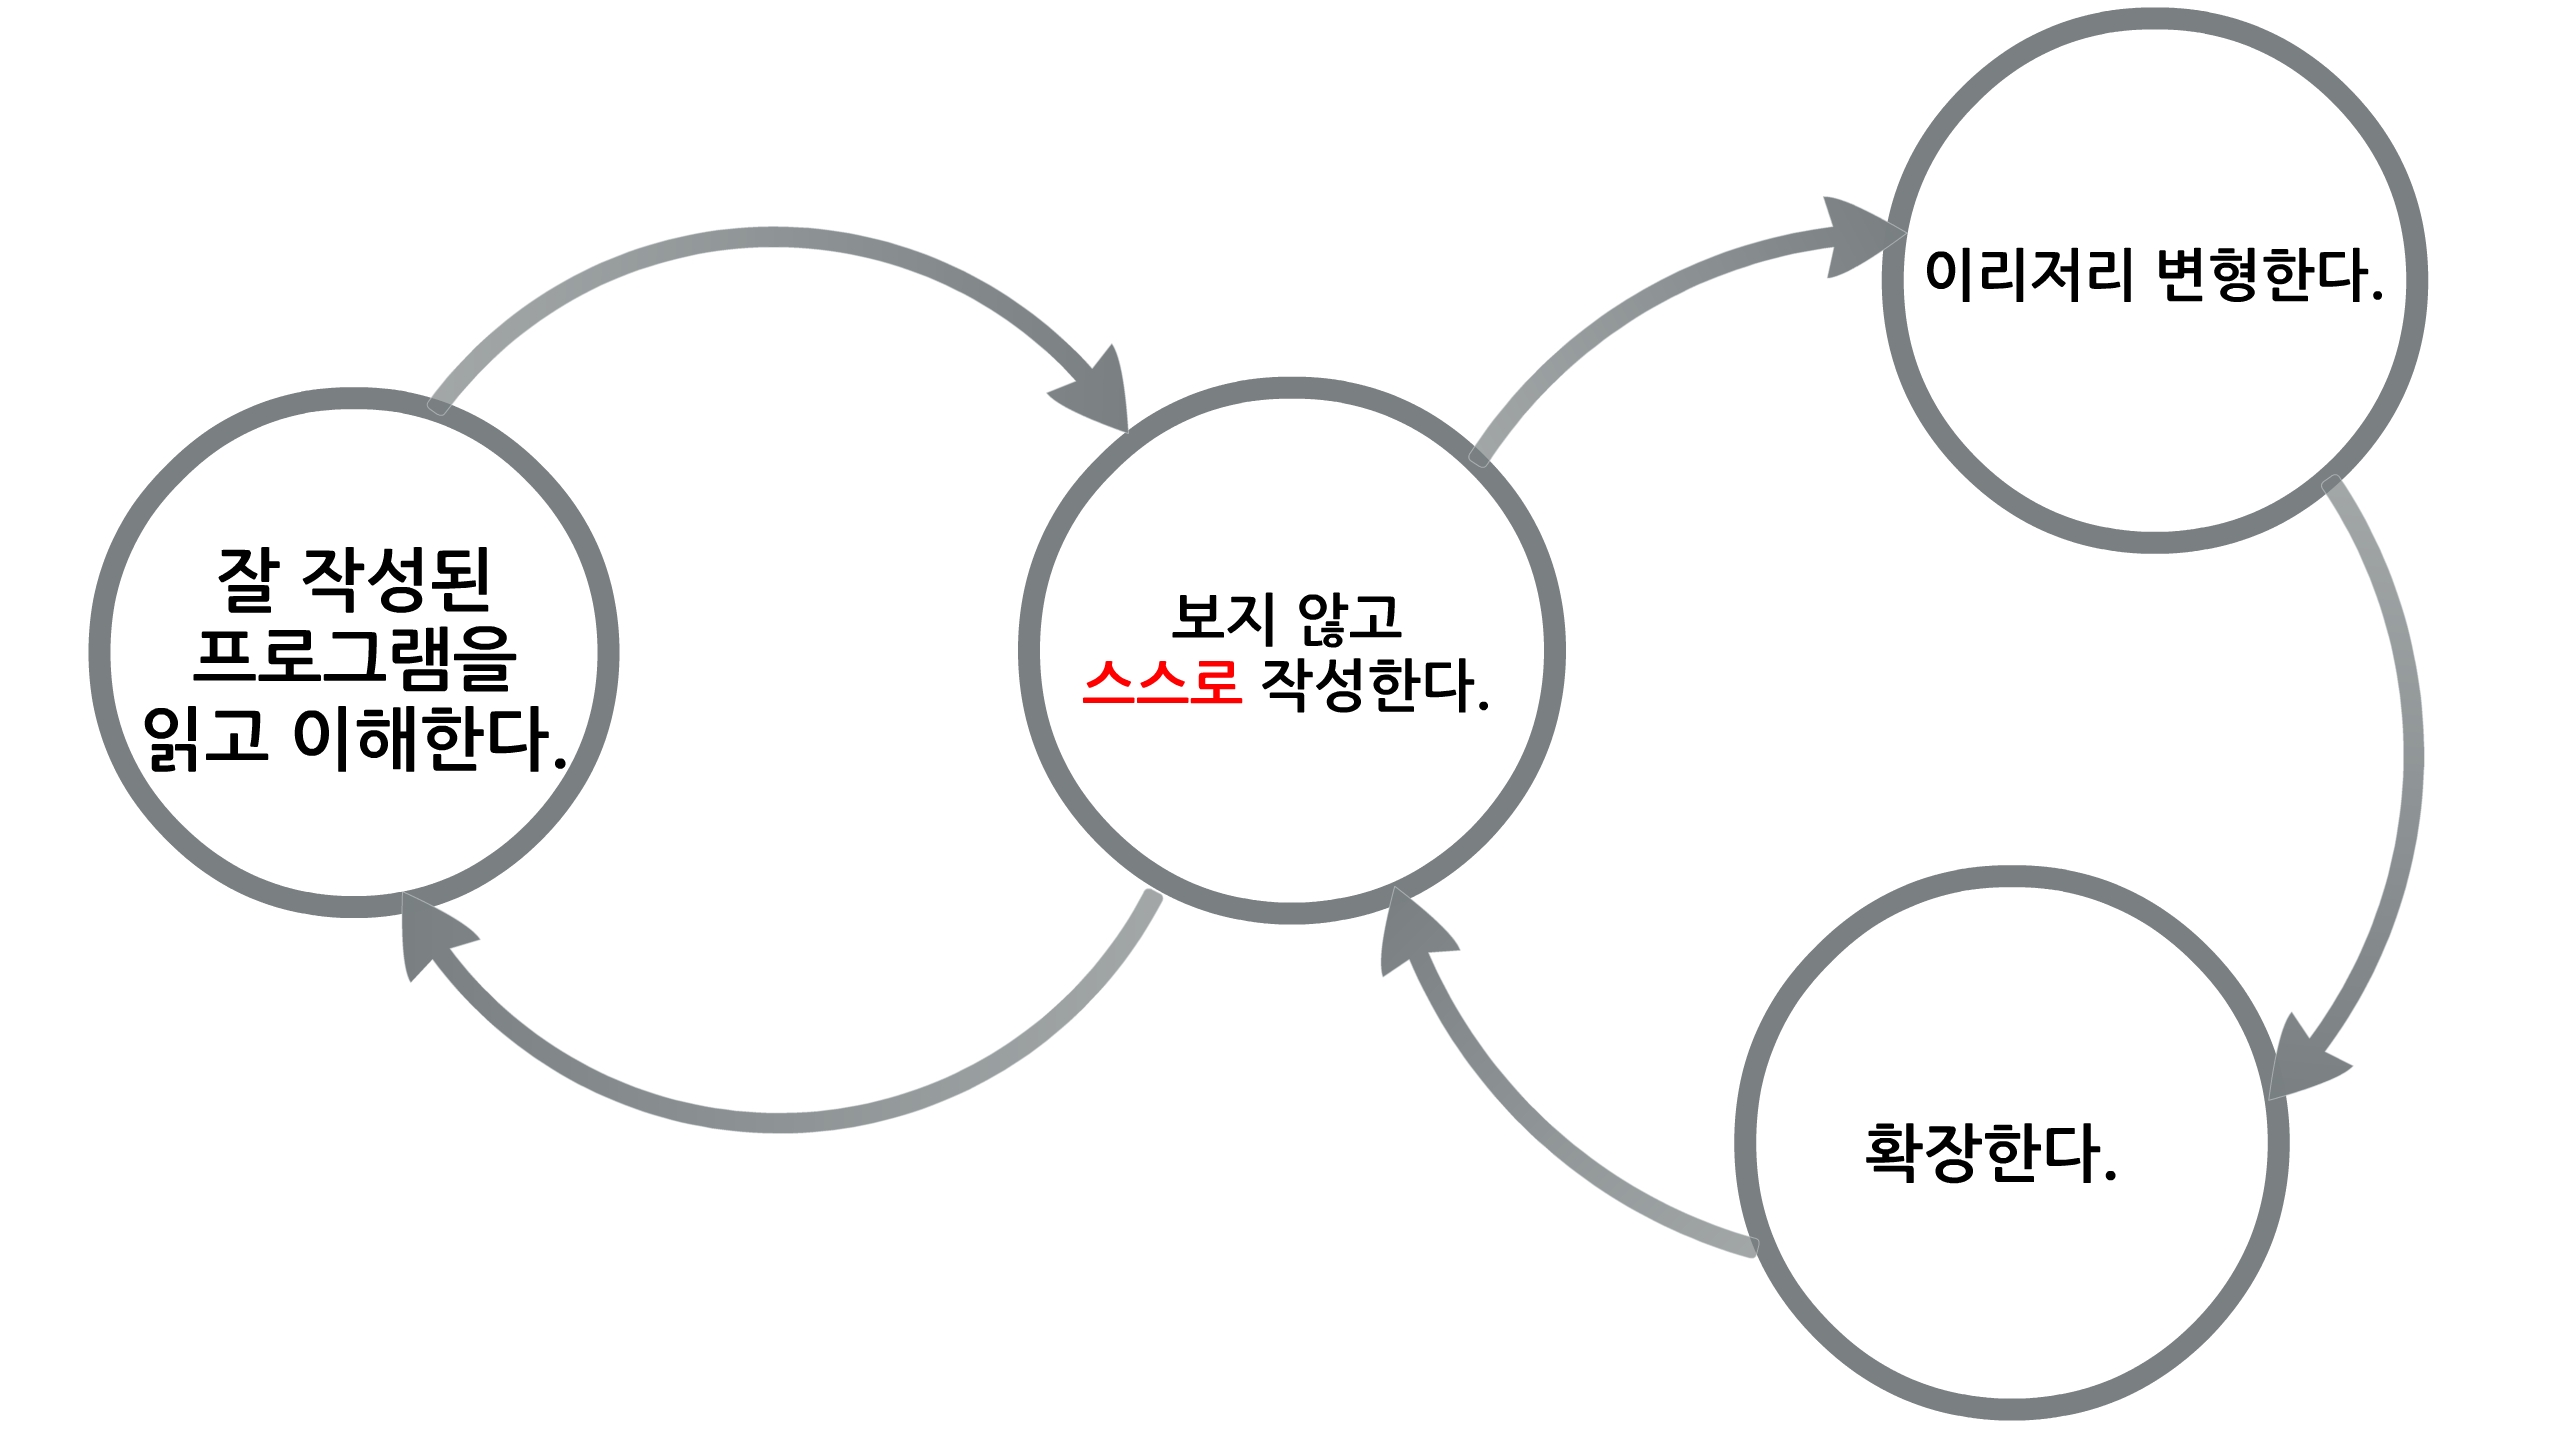 잘 작성된
프로그램을
읽고 이해한다.
보지 않고
스스로 작성한다.
이리저리 변형한다.
확장한다.